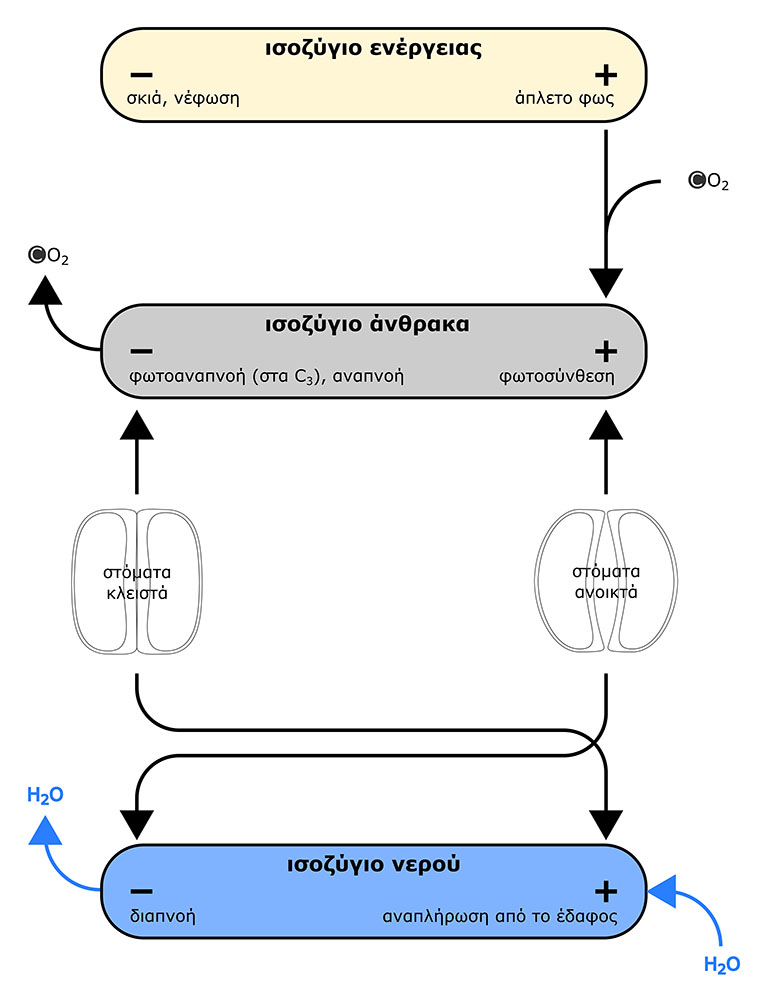 ισοζύγιο ενέργειας
− +
σκιά, νέφωση άπλετο φως
CO₂
CO₂
ισοζύγιο άνθρακα
− +
φωτοαναπνοή (στα C₃), αναπνοή φωτοσύνθεση
στόματα στόματα
κλειστά ανοικτά
H₂O
ισοζύγιο νερού
− +
διαπνοή αναπλήρωση από το έδαφος
H₂O